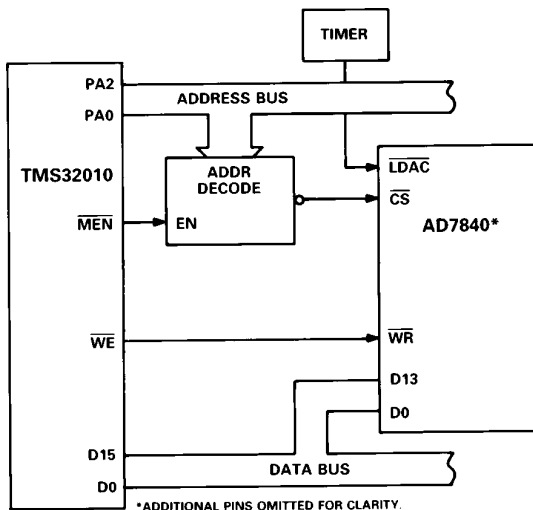 TIMER
PA2
ADDRESS BUS
PA0
TMS32010
ADDR
DECODE
LDAC
CS
AD7840*
MEN
EN
WE
WR
D13
D0
D15
DATA BUS
D0
*ADDITIONAL PINS OMITTED FOR CLARITY.